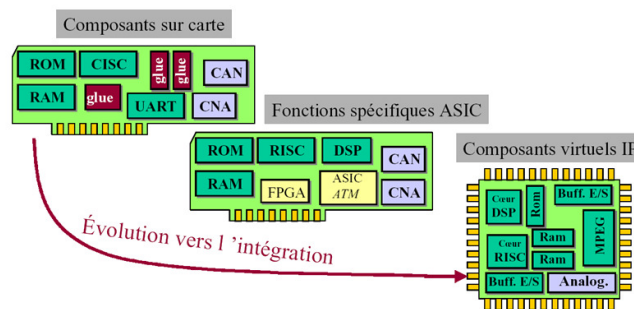 Composants sur carte
ROM
CISC
glue
glue
CAN
RAM
glue
UART
CNA
Fonctions spécifiques ASIC
ROM
RISC
DSP
CAN
RAM
FPGA
ASIC
ATM
CNA
Évolution vers l ’intégration
Composants virtuels IP
Cœur
DSP
Rom
Buff. E/S
MPEG
Cœur
RISC
Ram
Ram
Buff. E/S
Analog.